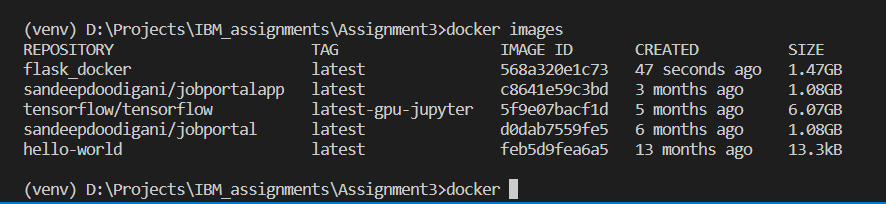 (venv) D:\Projects\IBM_assignments\Assignment3>docker images
REPOSITORY TAG IMAGE ID CREATED SIZE
flask_docker latest 568a320e1c73 47 seconds ago 1.47GB
sandeepdoodigani/jobportalapp latest c8641e59c3bd 3 months ago 1.08GB
tensorflow/tensorflow latest-gpu-jupyter 5f9e07bacf1d 5 months ago 6.07GB
sandeepdoodigani/jobportal latest d0dab7559fe5 6 months ago 1.08GB
hello-world latest feb5d9fea6a5 13 months ago 13.3kB
(venv) D:\Projects\IBM_assignments\Assignment3>docker